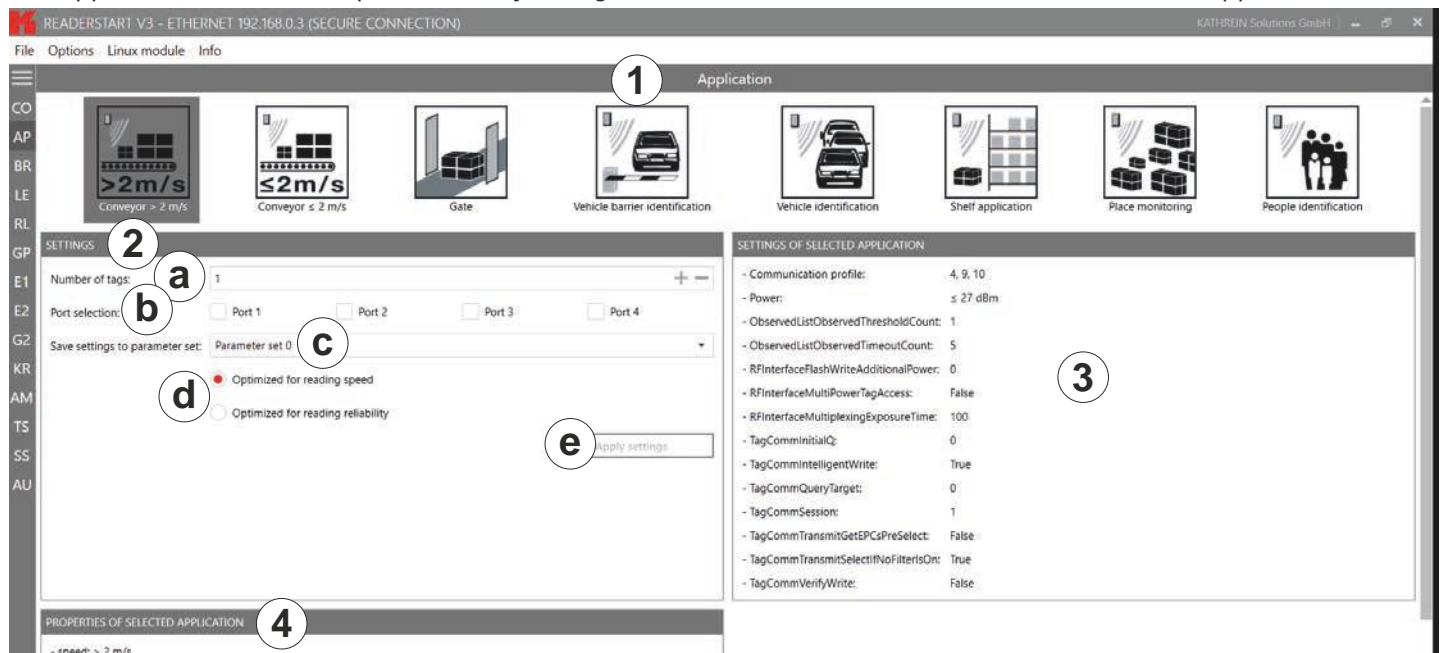 READERSTART V3 - ETHERNET 192.168.0.3 (SECURE CONNECTION) KATHREIN Solutions GmbH
File Options Linux module Info
1 Application
CO
AP
BR
LE
RL
GP
E1
E2
G2
KR
AM
TS
SS
AU
>2m/s ≤2m/s
Conveyor > 2 m/s Conveyor ≤ 2 m/s Gate Vehicle barrier identification Vehicle identification Shelf application Place monitoring People identification
SETTINGS 2
Number of tags: a 1
Port selection: b Port 1 Port 2 Port 3 Port 4
Save settings to parameter set: Parameter set 0 c
d Optimized for reading speed
Optimized for reading reliability
e Apply settings
SETTINGS OF SELECTED APPLICATION
- Communication profile: 4, 9, 10
- Power: ≤ 27 dBm
- ObservedListObservedThresholdCount: 1
- ObservedListObservedTimeoutCount: 5
- RFInterfaceFlashWriteAdditionalPower: 0
- RFInterfaceMultiPowerTagAccess: False
- RFInterfaceMultiplexingExposureTime: 100
- TagCommInitialQ: 0
- TagCommIntelligentWrite: True
- TagCommQueryTarget: 0
- TagCommSession: 1
- TagCommTransmitGetEPCsPreSelect: False
- TagCommTransmitSelectIfNoFilterIsOn: True
- TagCommVerifyWrite: False
3
PROPERTIES OF SELECTED APPLICATION 4
- speed: > 2 m/s